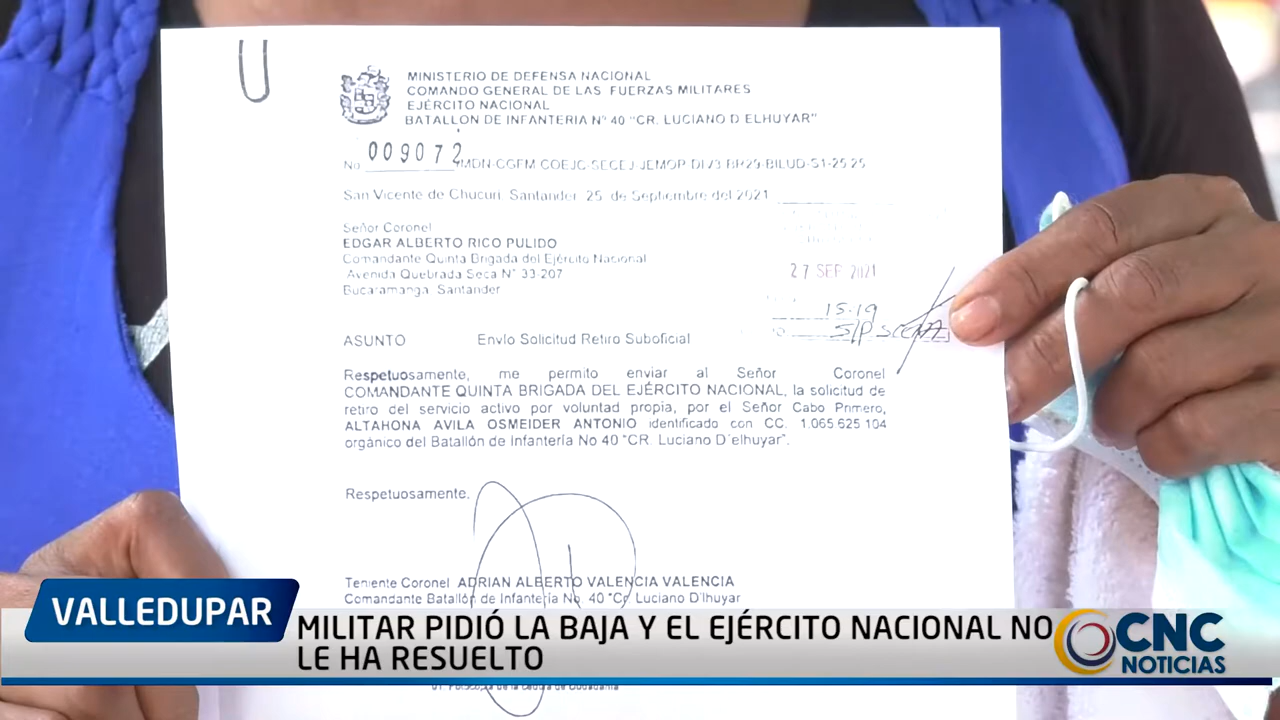 MINISTERIO DE DEFENSA NACIONAL
COMANDO GENERAL DE LAS FUERZAS MILITARES
EJÉRCITO NACIONAL
BATALLON DE INFANTERIA Nº 40 "CR. LUCIANO D ELHUYAR"
No. 009072 /MDN-CGFM-COEJC-SECEJ-JEMOP-DIV3-BR29-BILUD-S1-25.25
San Vicente de Chucuri Santander 25 de Septiembre del 2021
Señor Coronel
EDGAR ALBERTO RICO PULIDO
Comandante Quinta Brigada del Ejército Nacional
Avenida Quebrada Seca N° 33-207
Bucaramanga Santander
27 SEP 2021
15:19
ASUNTO Envío Solicitud Retiro Suboficial
Respetuosamente, me permito enviar al Señor Coronel
COMANDANTE QUINTA BRIGADA DEL EJÉRCITO NACIONAL, la solicitud de
retiro del servicio activo por voluntad propia, por el Señor Cabo Primero,
ALTAHONA AVILA OSMEIDER ANTONIO identificado con CC. 1.065.625.104
orgánico del Batallón de Infantería No 40 "CR. Luciano D´elhuyar".
Respetuosamente.
Teniente Coronel ADRIAN ALBERTO VALENCIA VALENCIA
Comandante Batallón de Infantería No. 40 "Cr. Luciano D'lhuyar
VALLEDUPAR
MILITAR PIDIÓ LA BAJA Y EL EJÉRCITO NACIONAL NO
LE HA RESUELTO
CNC
NOTICIAS